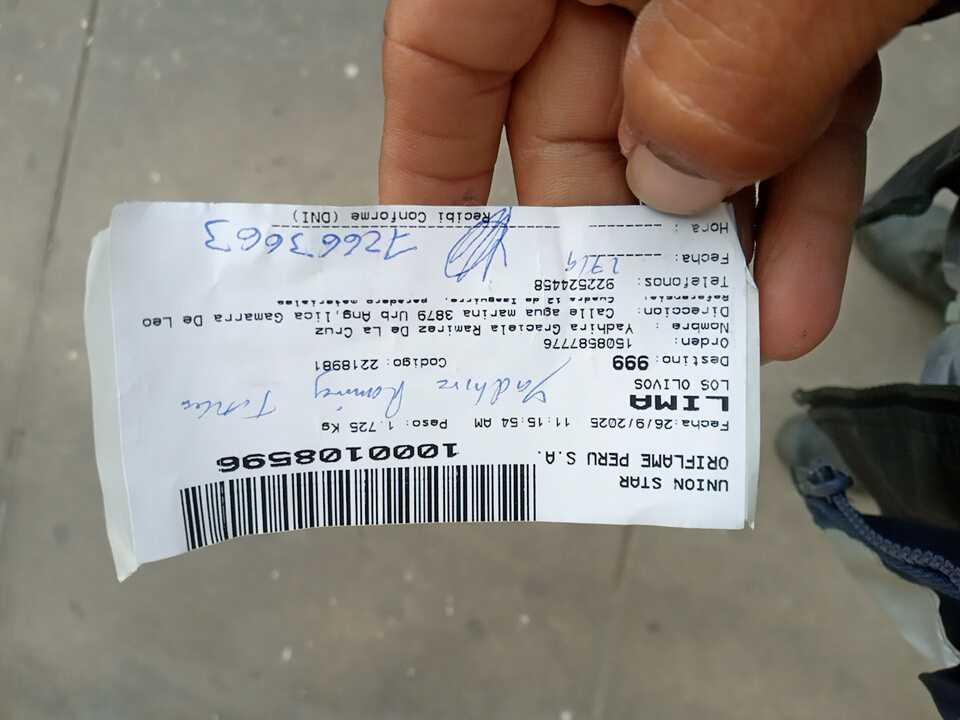 UNION STAR
ORIFLAME PERU S.A. 1000108596
Fecha: 26/9/2025 11:15:54 AM Peso: 1.725 Kg
LIMA
LOS OLIVOS
Yadhira Ramirez
Destino: 999 Codigo: 2218981
Orden: 1508587776
Nombre : Yadhira Graciela Ramirez De La Cruz
Direccion: Calle agua marina 3879 Urb Ang,lica Gamarra De Leo
Referencia: Cuadra 12 de Izaguirre, paradero materiales
Telefonos: 922524458
Fecha :
Hora :
72663663
Recibi Conforme (DNI)